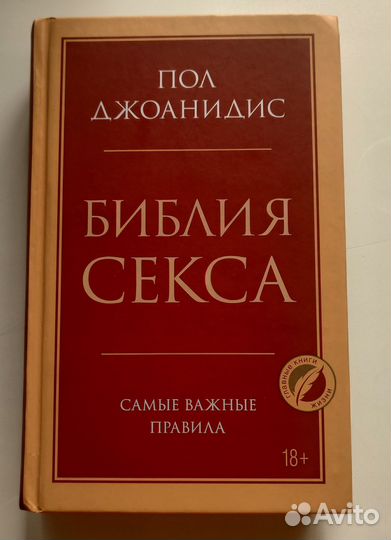 ПОЛ
ДЖОАНИДИС
БИБЛИЯ
СЕКСА
САМЫЕ ВАЖНЫЕ
ПРАВИЛА
ГЛАВНЫЕ КНИГИ
ЖИЗНИ
18+
Avito